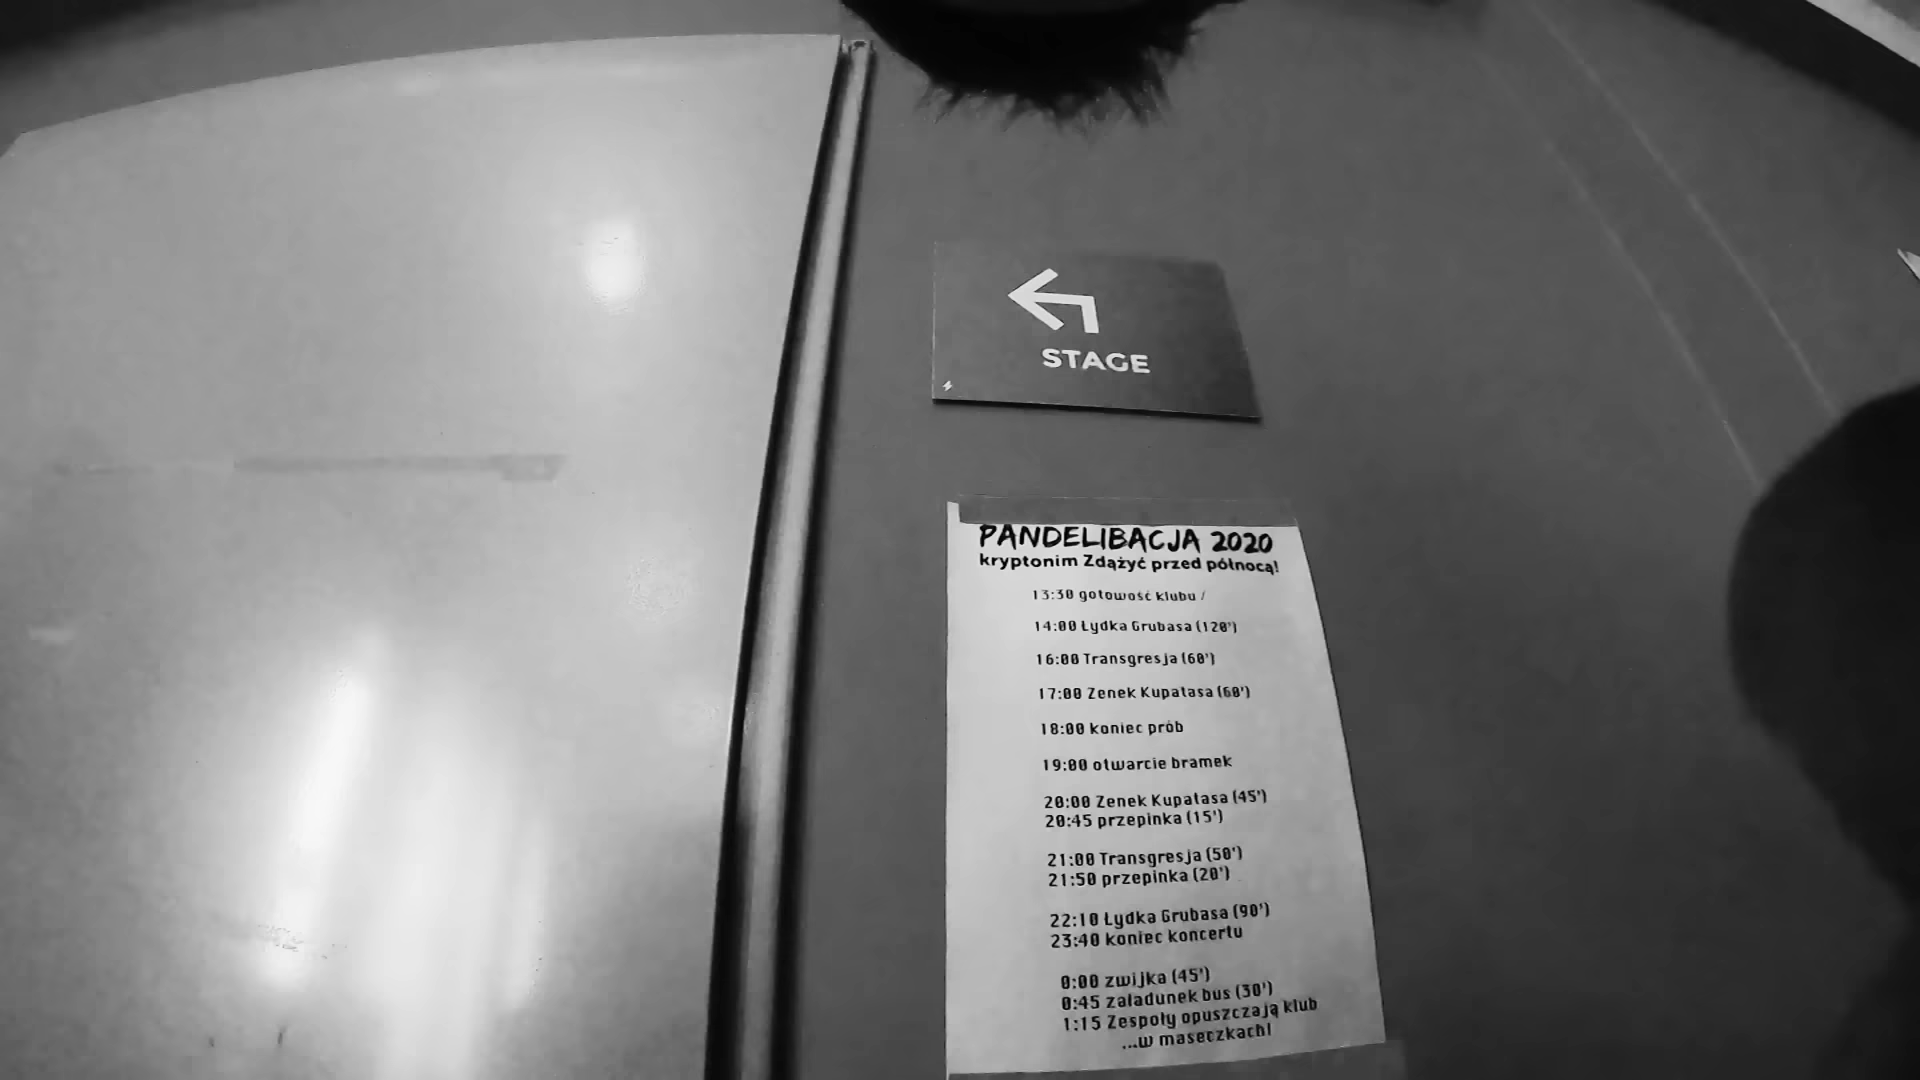 STAGE
PANDELIBACJA 2020
kryptonim Zdążyć przed północą!
13:30 gotowość klubu /
14:00 Łydka Grubasa (120')
16:00 Transgresja (60')
17:00 Zenek Kupatasa (60')
18:00 koniec prób
19:00 otwarcie bramek
20:00 Zenek Kupatasa (45')
20:45 przepinka (15')
21:00 Transgresja (50')
21:50 przepinka (20')
22:10 Łydka Grubasa (90')
23:40 koniec koncertu
0:00 zwijka (45')
0:45 załadunek bus (30')
1:15 Zespoły opuszczają klub
...w maseczkach!